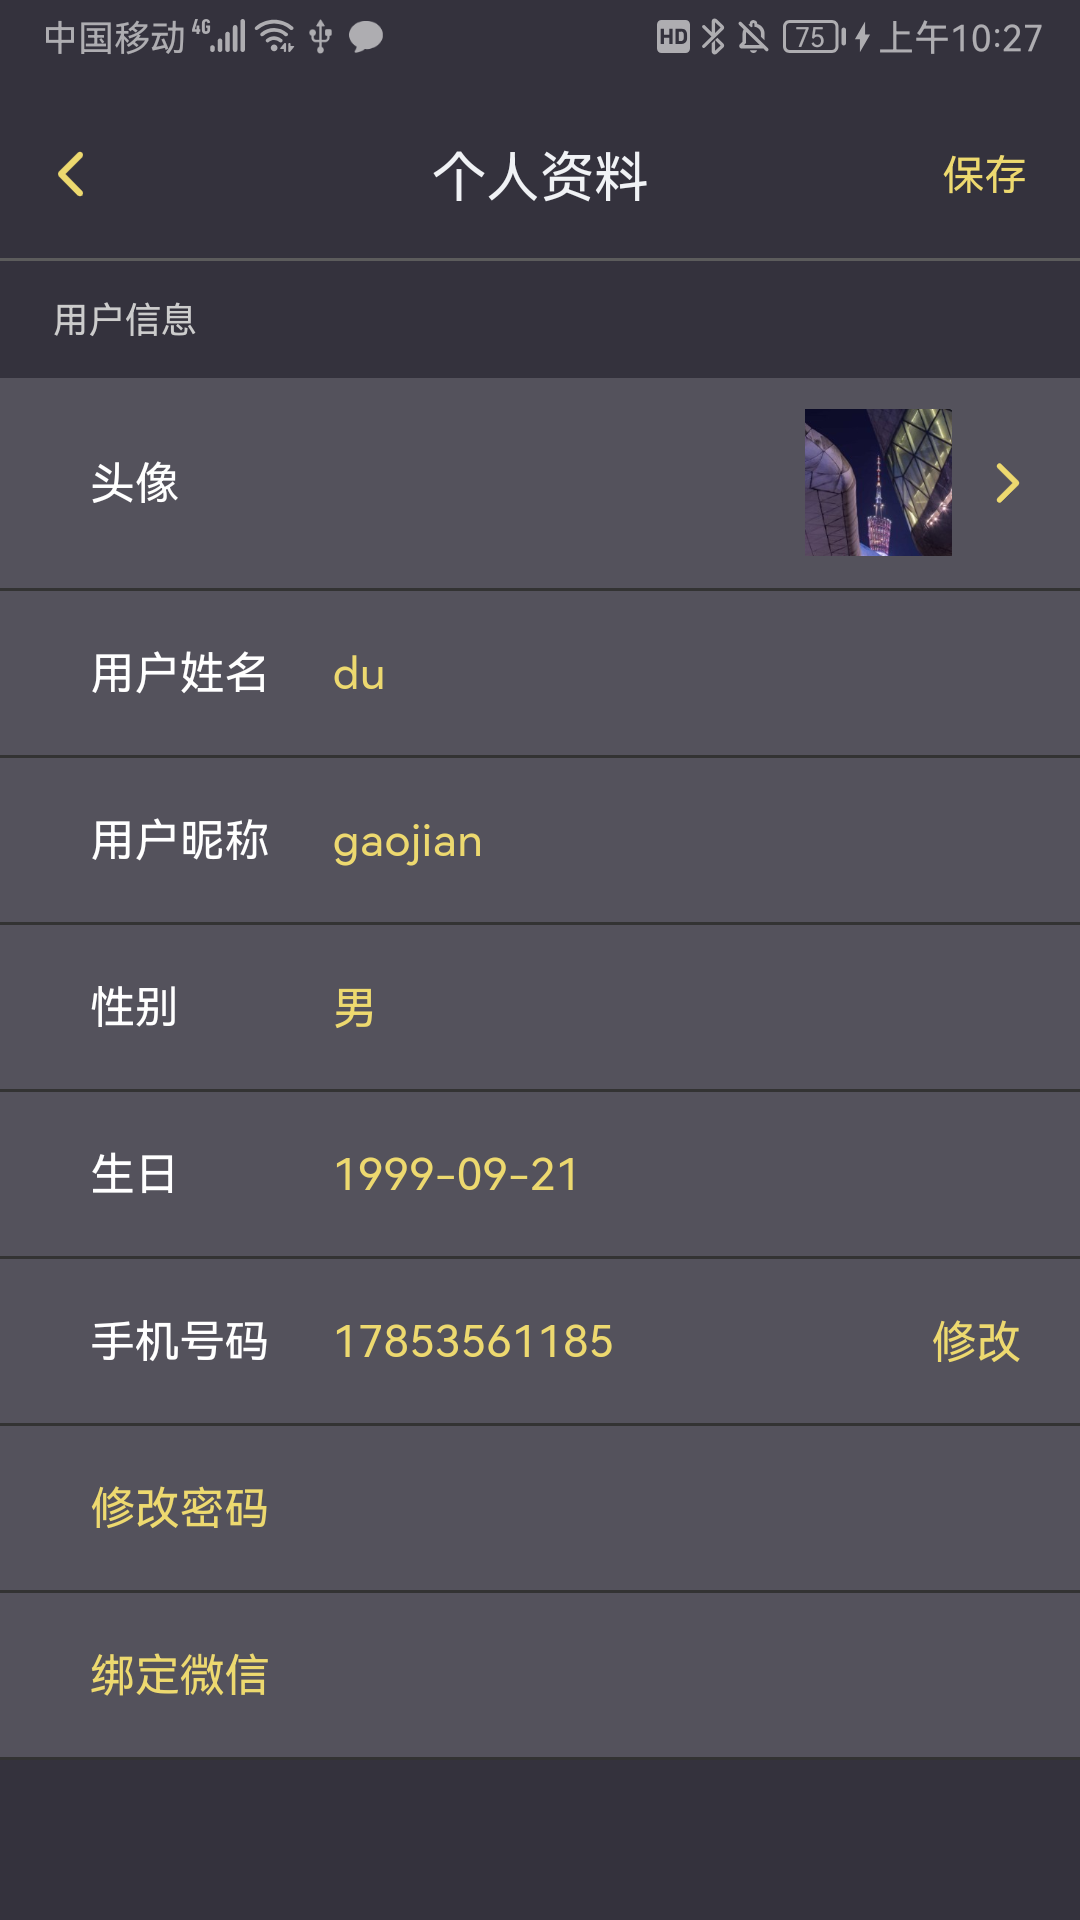 中国移动 4G HD 75 上午10:27
个人资料 保存
用户信息
头像
用户姓名 du
用户昵称 gaojian
性别 男
生日 1999-09-21
手机号码 17853561185 修改
修改密码
绑定微信